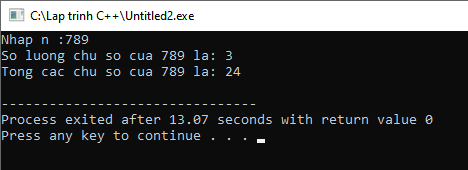 C:\Lap trinh C++\Untitled2.exe
Nhap n :789
So luong chu so cua 789 la: 3
Tong cac chu so cua 789 la: 24
--------------------------------
Process exited after 13.07 seconds with return value 0
Press any key to continue . . .